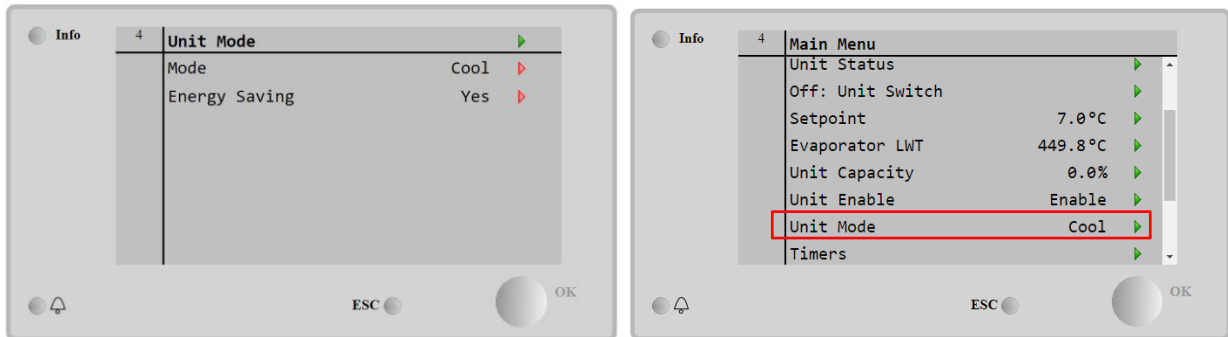 Info
4 Unit Mode
Mode Cool
Energy Saving Yes
ESC
OK
Info
4 Main Menu
Unit Status
Off: Unit Switch
Setpoint 7.0°C
Evaporator LWT 449.8°C
Unit Capacity 0.0%
Unit Enable Enable
Unit Mode Cool
Timers
ESC
OK